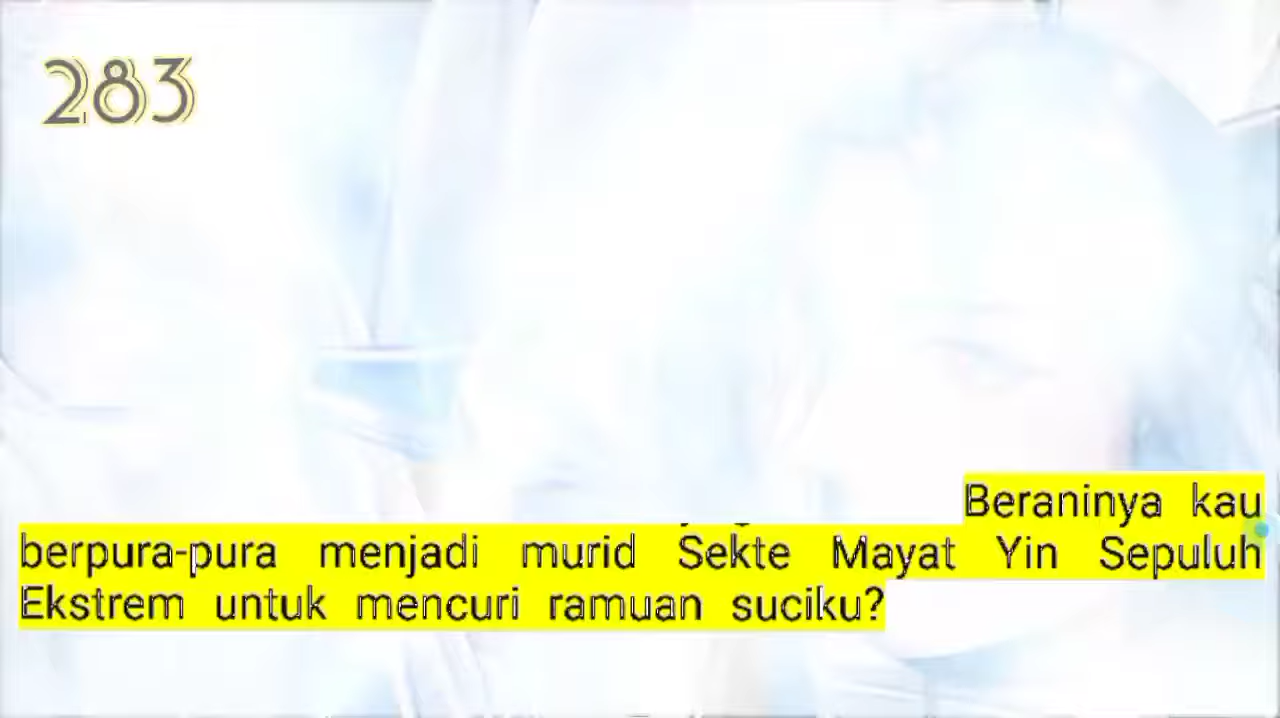 283
Beraninya kau
berpura-pura menjadi murid Sekte Mayat Yin Sepuluh
Ekstrem untuk mencuri ramuan suciku?